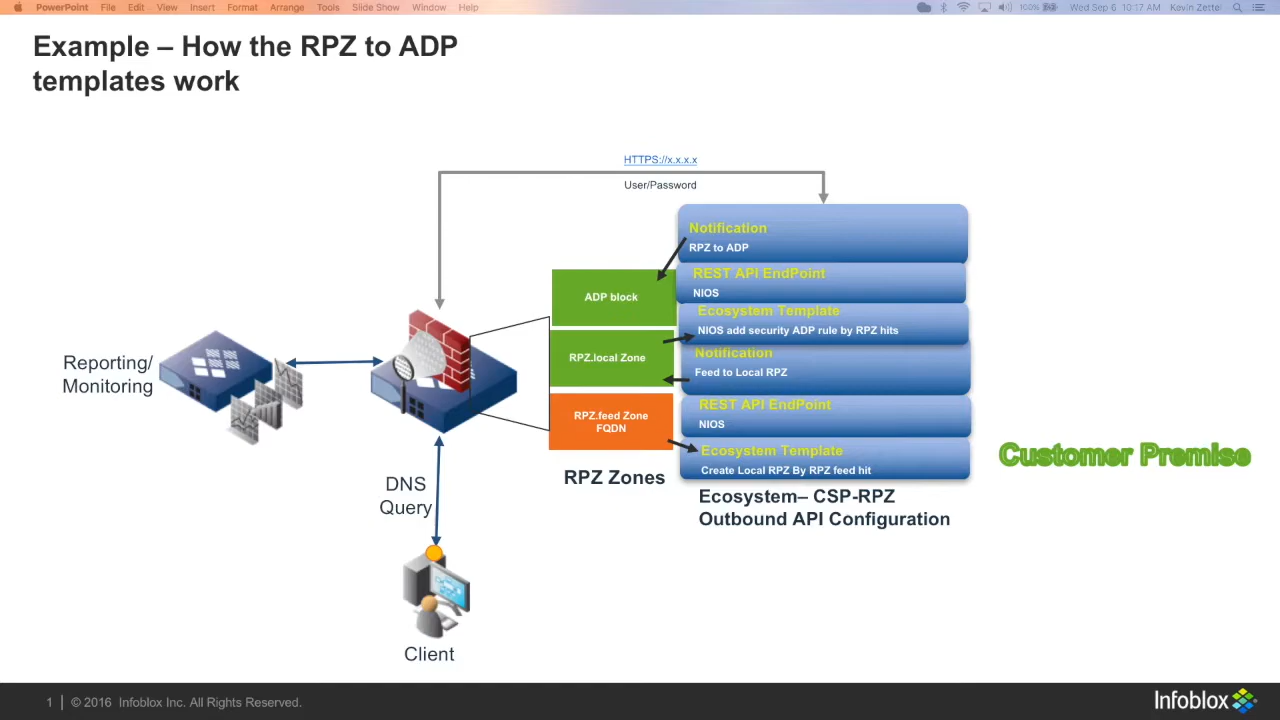 PowerPoint File Edit View Insert Format Arrange Tools Slide Show Window Help 100% Wed Sep 6 10:17 AM Kevin Zettel
Example – How the RPZ to ADP
templates work
HTTPS://x.x.x.x
User/Password
Notification
RPZ to ADP
REST API EndPoint
NIOS
ADP block
Ecosystem Template
NIOS add security ADP rule by RPZ hits
RPZ.local Zone
Notification
Feed to Local RPZ
Reporting/
Monitoring
REST API EndPoint
NIOS
RPZ.feed Zone
FQDN
Ecosystem Template
Create Local RPZ By RPZ feed hit
Customer Premise
RPZ Zones
Ecosystem– CSP-RPZ
Outbound API Configuration
DNS
Query
Client
1 | © 2016 Infoblox Inc. All Rights Reserved.
Infoblox